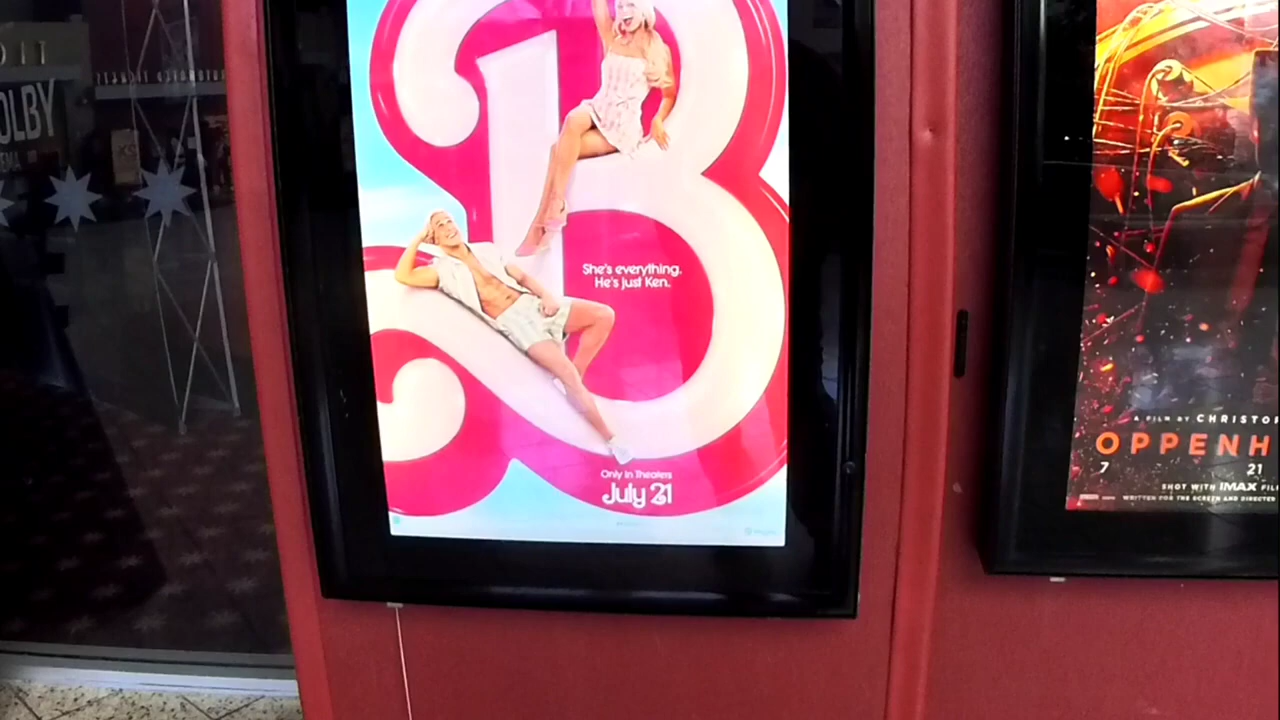 OLBY
She's everything.
He's just Ken.
Only in Theaters
July 21
A FILM BY CHRISTOP
OPPENH
7 21
SHOT WITH IMAX FIL
WRITTEN FOR THE SCREEN AND DIRECTED